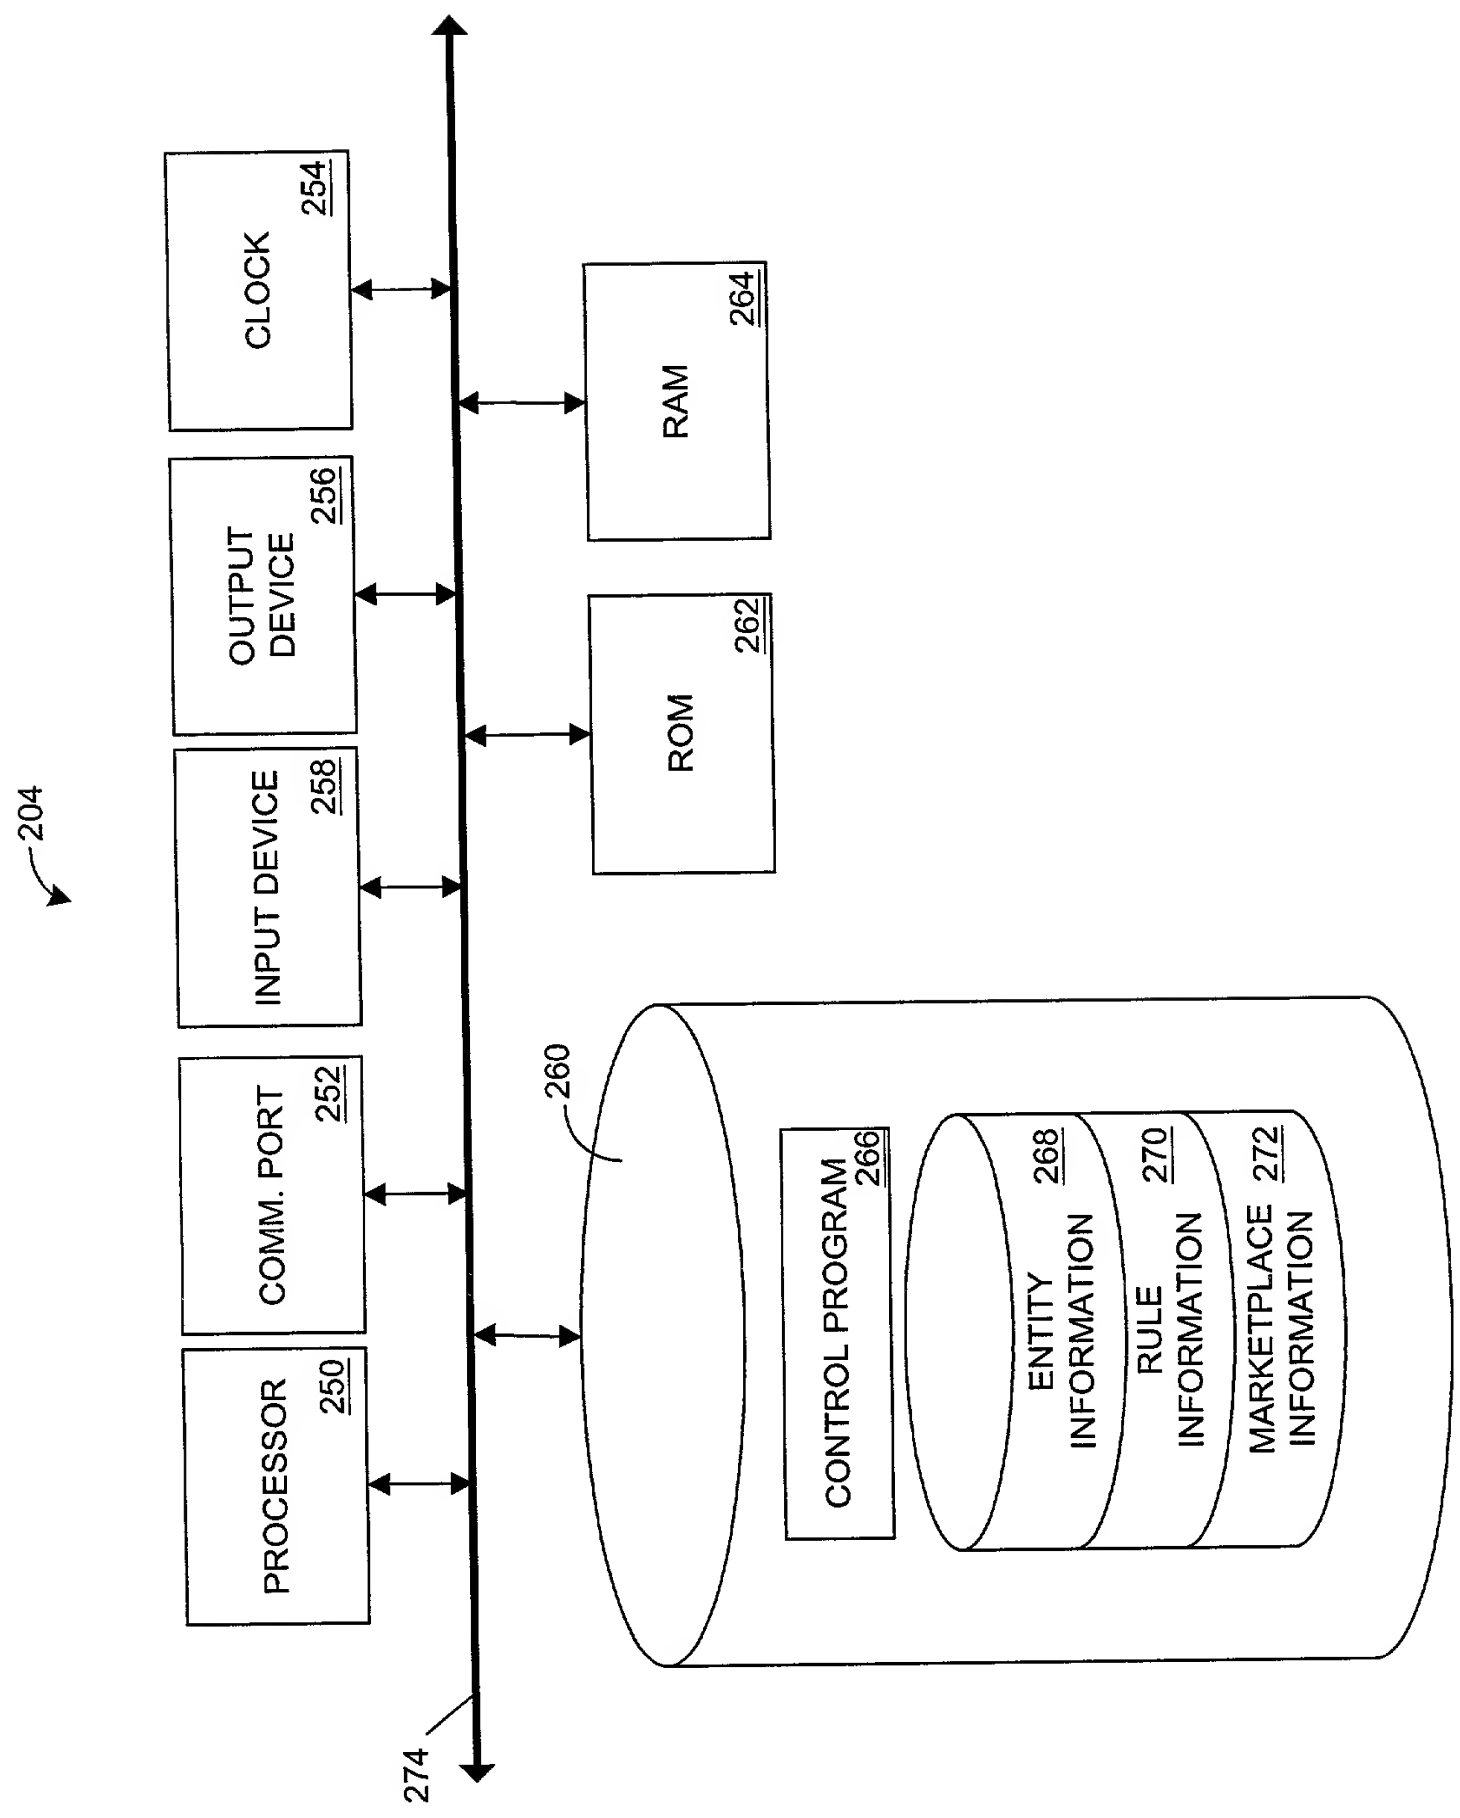 204
PROCESSOR
250
COMM. PORT
252
INPUT DEVICE
258
OUTPUT
DEVICE
256
CLOCK
254
274
260
ROM
262
RAM
264
CONTROL PROGRAM
266
ENTITY
INFORMATION
268
RULE
INFORMATION
270
MARKETPLACE
INFORMATION
272